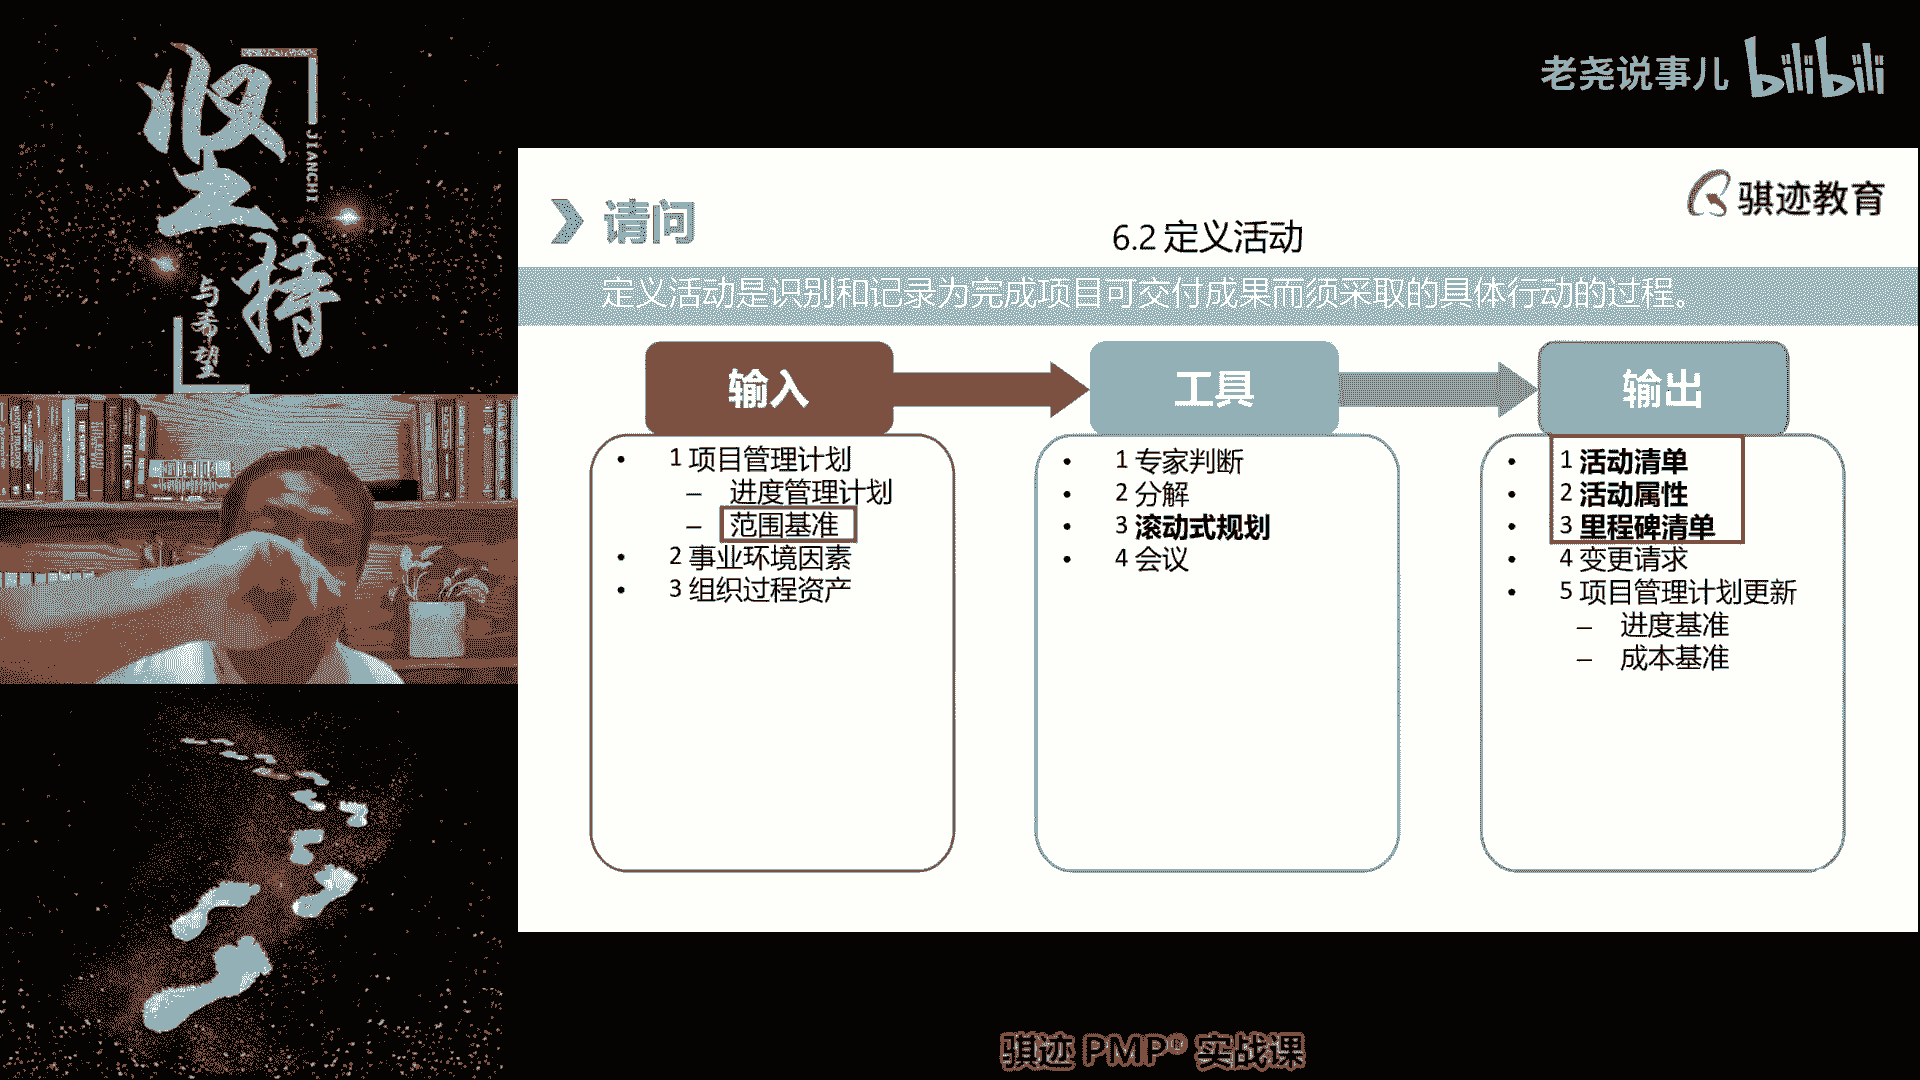 坚持
JIANCHI
与希望
老尧说事儿 bilibili
请问
骐迹教育
6.2 定义活动
定义活动是识别和记录为完成项目可交付成果而须采取的具体行动的过程。
输入
• 1 项目管理计划
– 进度管理计划
– 范围基准
• 2 事业环境因素
• 3 组织过程资产
工具
• 1 专家判断
• 2 分解
• 3 滚动式规划
• 4 会议
输出
• 1 活动清单
• 2 活动属性
• 3 里程碑清单
• 4 变更请求
• 5 项目管理计划更新
– 进度基准
– 成本基准
骐迹 PMP® 实战课